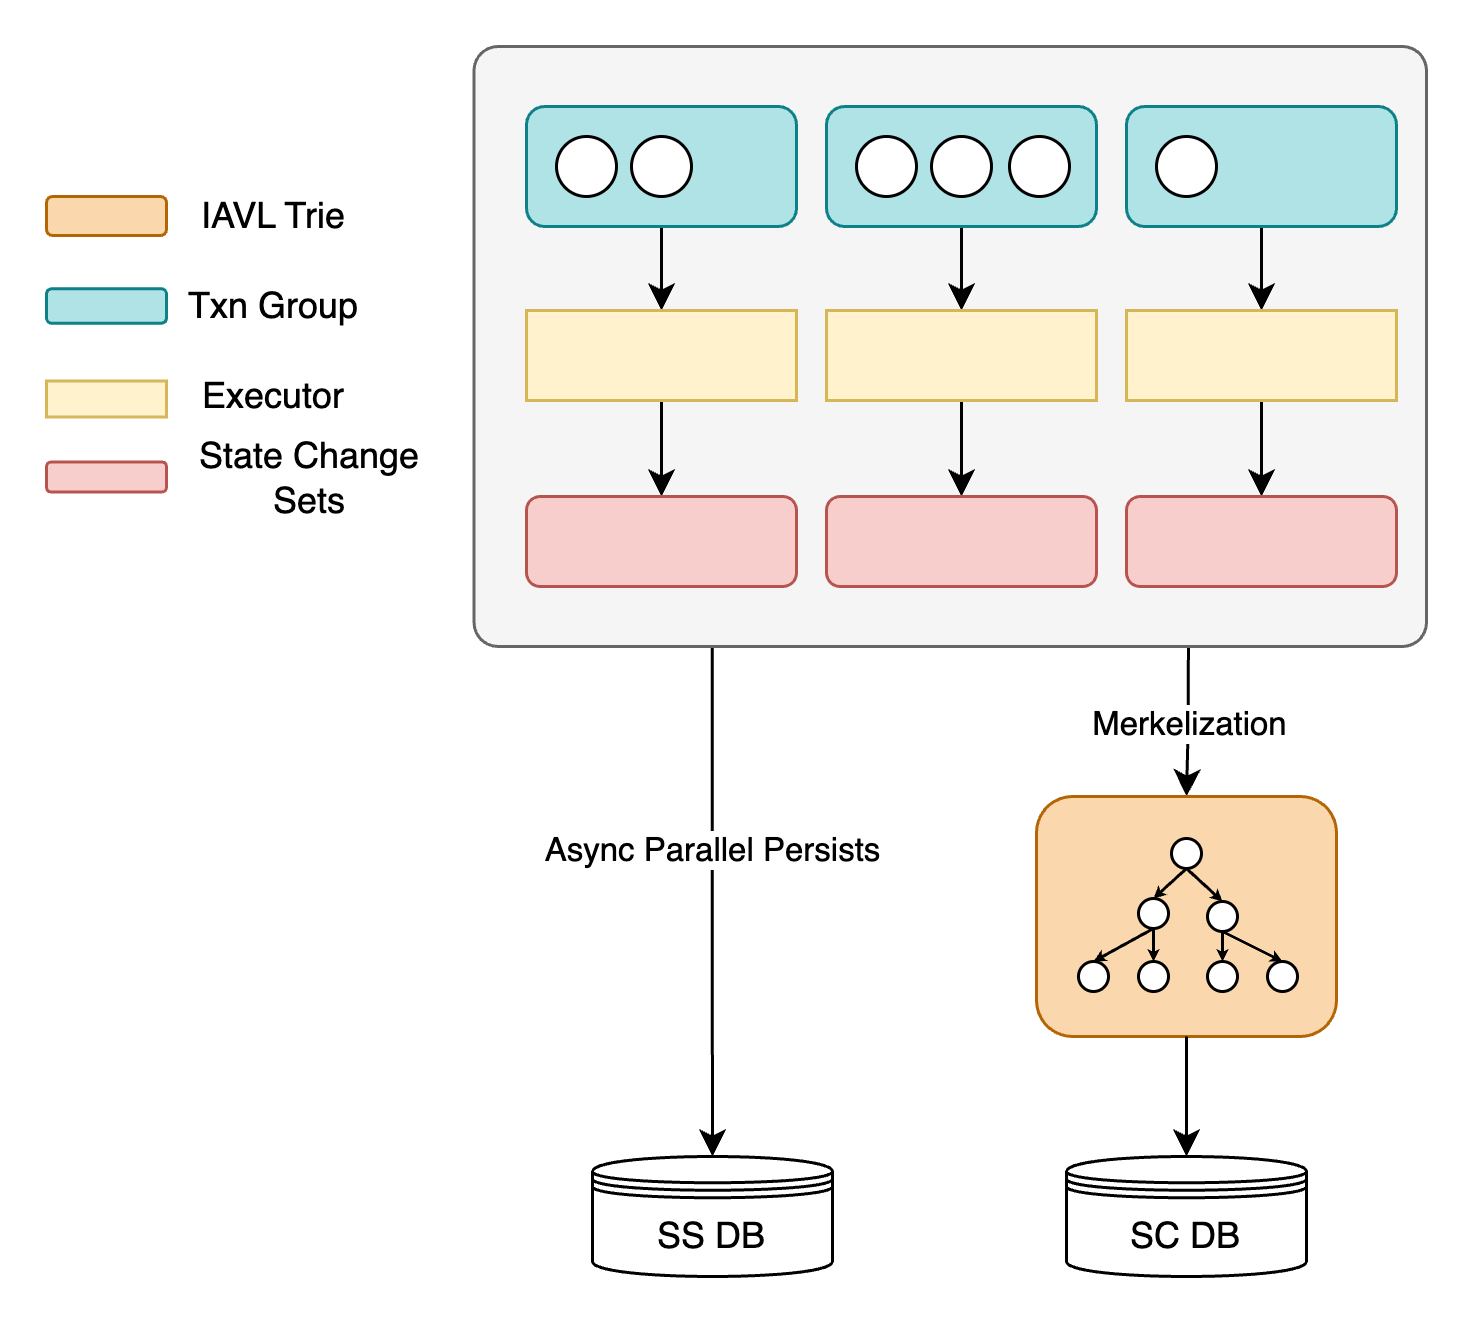 IAVL Trie
Txn Group
Executor
State Change
Sets
Merkelization
Async Parallel Persists
SS DB
SC DB